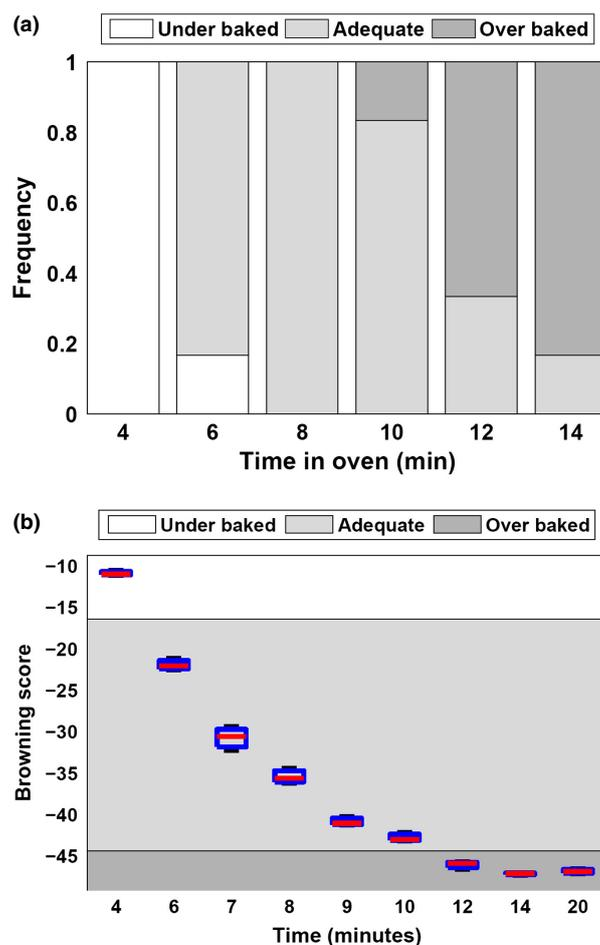 (a)
Under baked Adequate Over baked
1
0.8
0.6
0.4
0.2
0
Frequency
4 6 8 10 12 14
Time in oven (min)
(b)
Under baked Adequate Over baked
−10
−15
−20
−25
−30
−35
−40
−45
Browning score
4 6 7 8 9 10 12 14 20
Time (minutes)